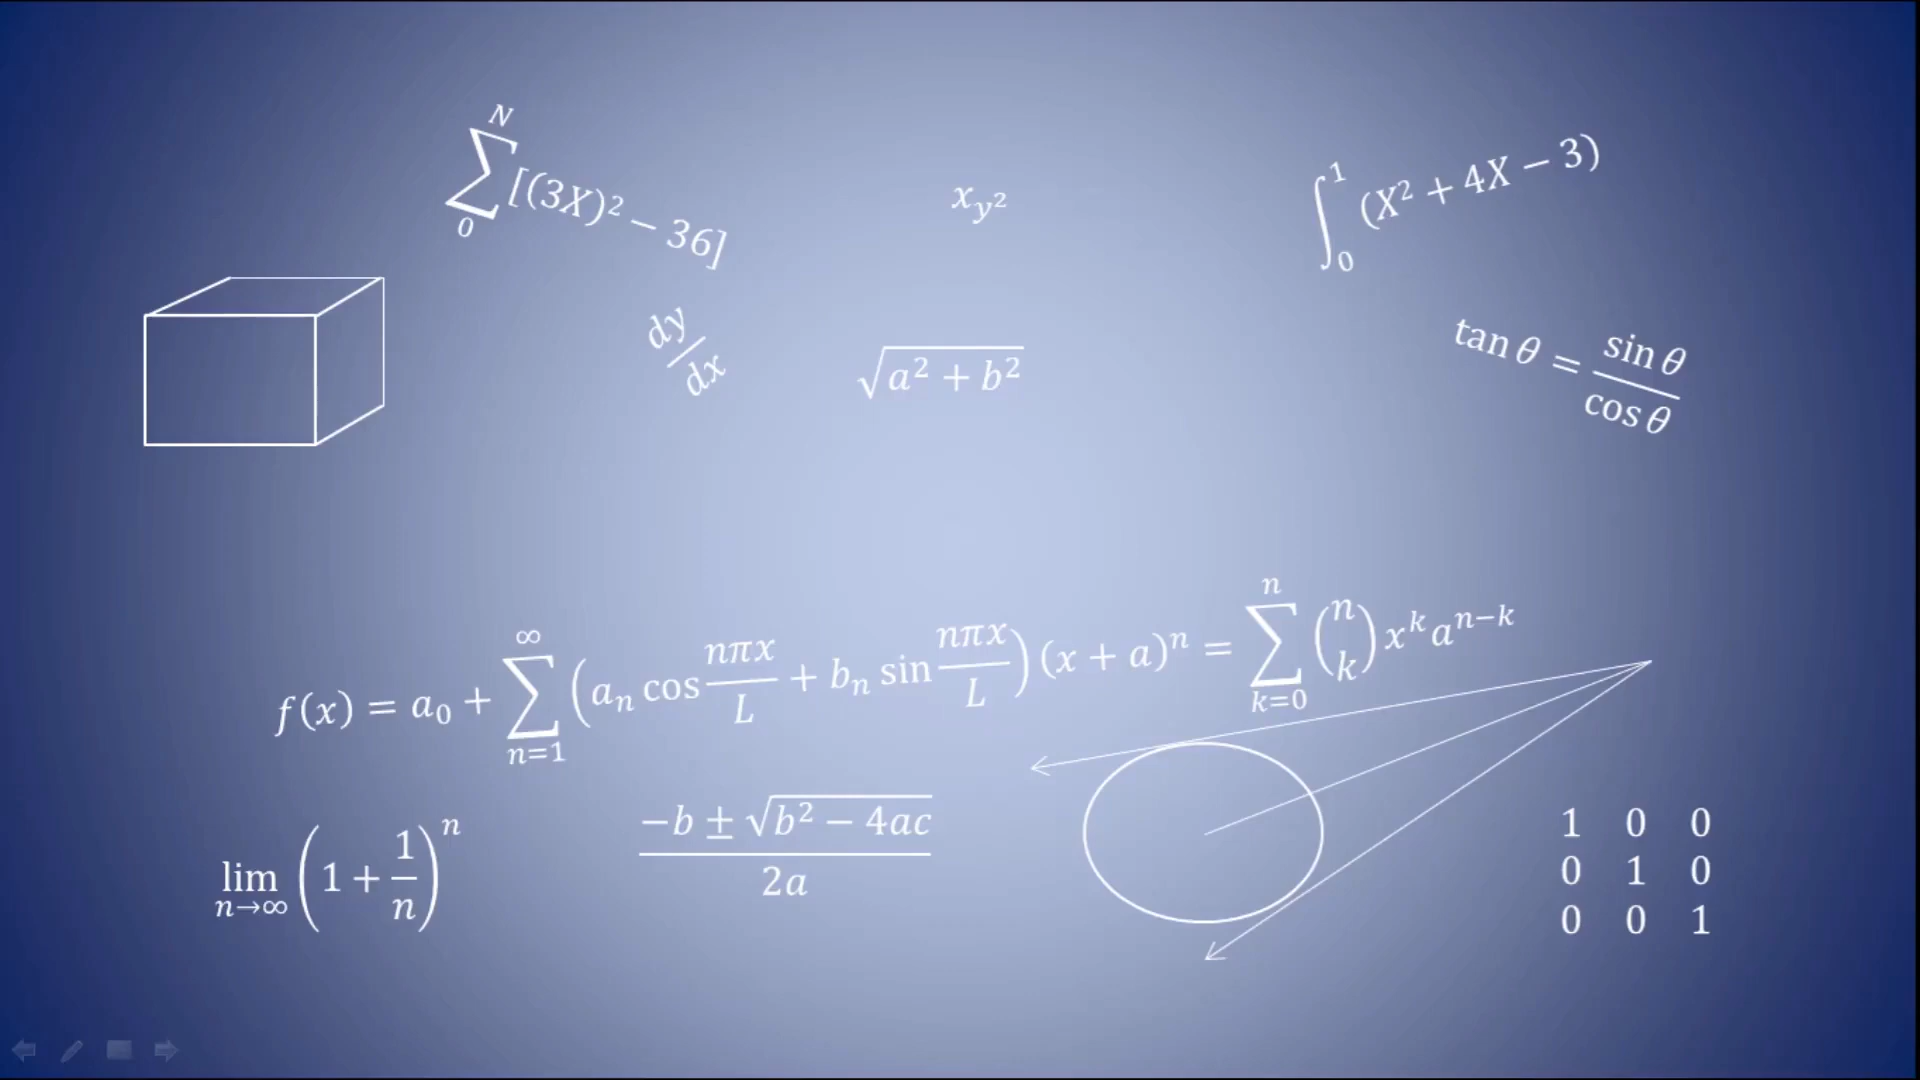 ∑_0^N [(3X)² − 36]
x_{y²}
∫_0^1 (X² + 4X − 3)
dy/dx
√(a² + b²)
tan θ = sin θ / cos θ
f(x) = a₀ + ∑_{n=1}^∞ (aₙ cos nπx/L + bₙ sin nπx/L) (x + a)ⁿ = ∑_{k=0}^n (n k) x^k a^{n−k}
lim_{n→∞} (1 + 1/n)^n
−b ± √(b² − 4ac) / 2a
1 0 0
0 1 0
0 0 1